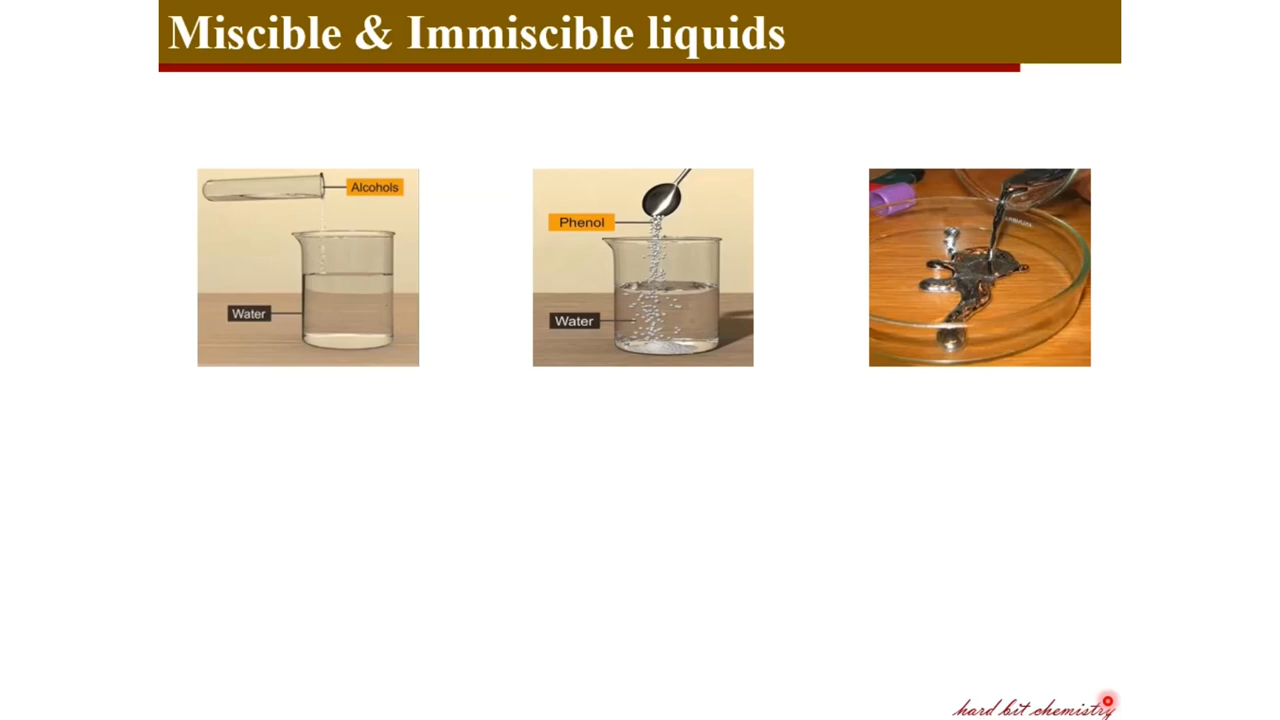 Miscible & Immiscible liquids
Alcohols
Water
Phenol
Water
hard bit chemistry